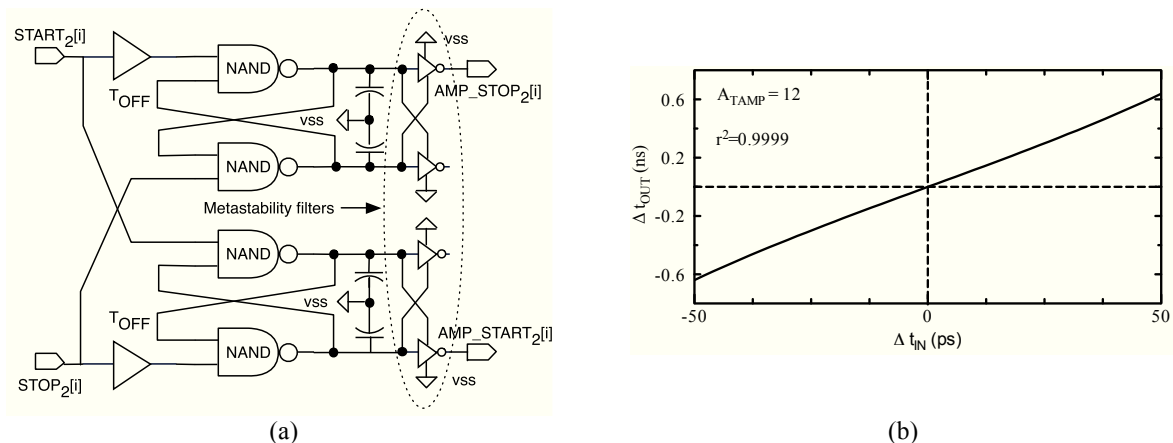 START2[i]
NAND
TOFF
vss
AMP_STOP2[i]
vss
NAND
Metastability filters
NAND
vss
TOFF
NAND
AMP_START2[i]
vss
STOP2[i]
(a)
ATAMP = 12
r²=0.9999
Δ tOUT (ns)
0.6
0.2
-0.2
-0.6
-50
0
50
Δ tIN (ps)
(b)